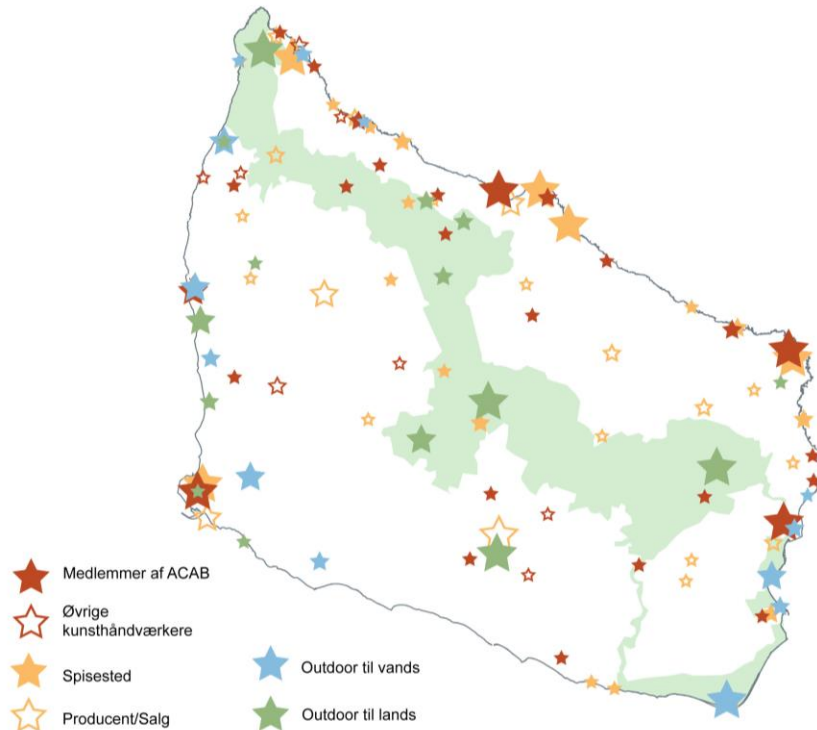 Medlemmer af ACAB
Øvrige
kunsthåndværkere
Spisested
Producent/Salg
Outdoor til vands
Outdoor til lands